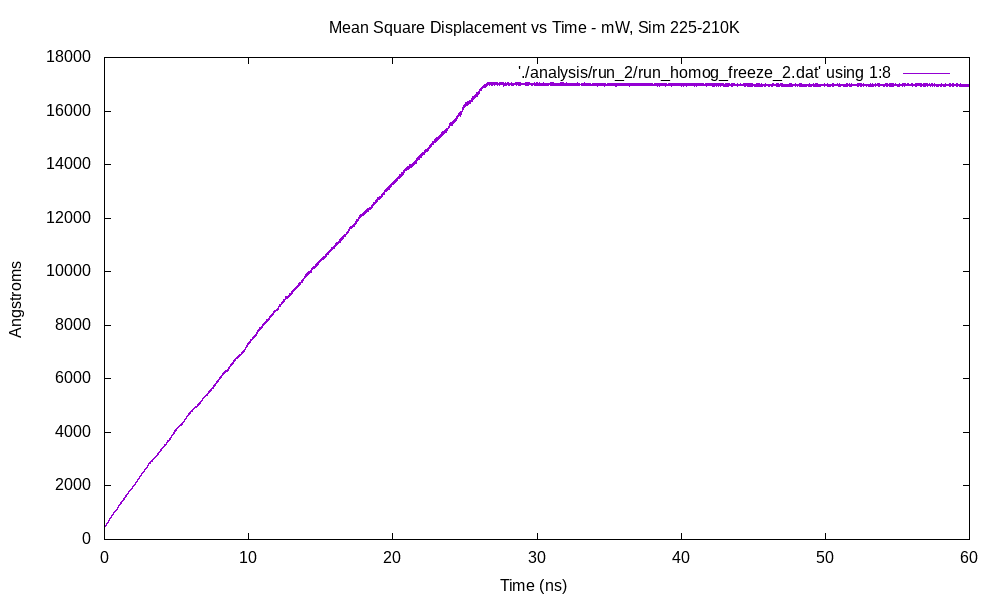 Mean Square Displacement vs Time - mW, Sim 225-210K
'./analysis/run_2/run_homog_freeze_2.dat' using 1:8
18000
16000
14000
12000
10000
8000
6000
4000
2000
0
Angstroms
0 10 20 30 40 50 60
Time (ns)